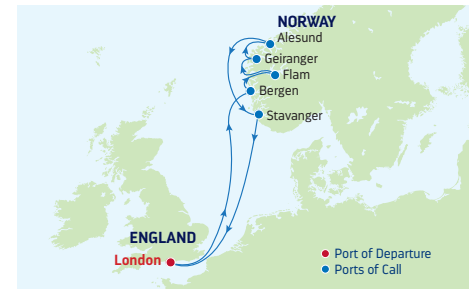 NORWAY
Alesund
Geiranger
Flam
Bergen
Stavanger
ENGLAND
London
Port of Departure
Ports of Call